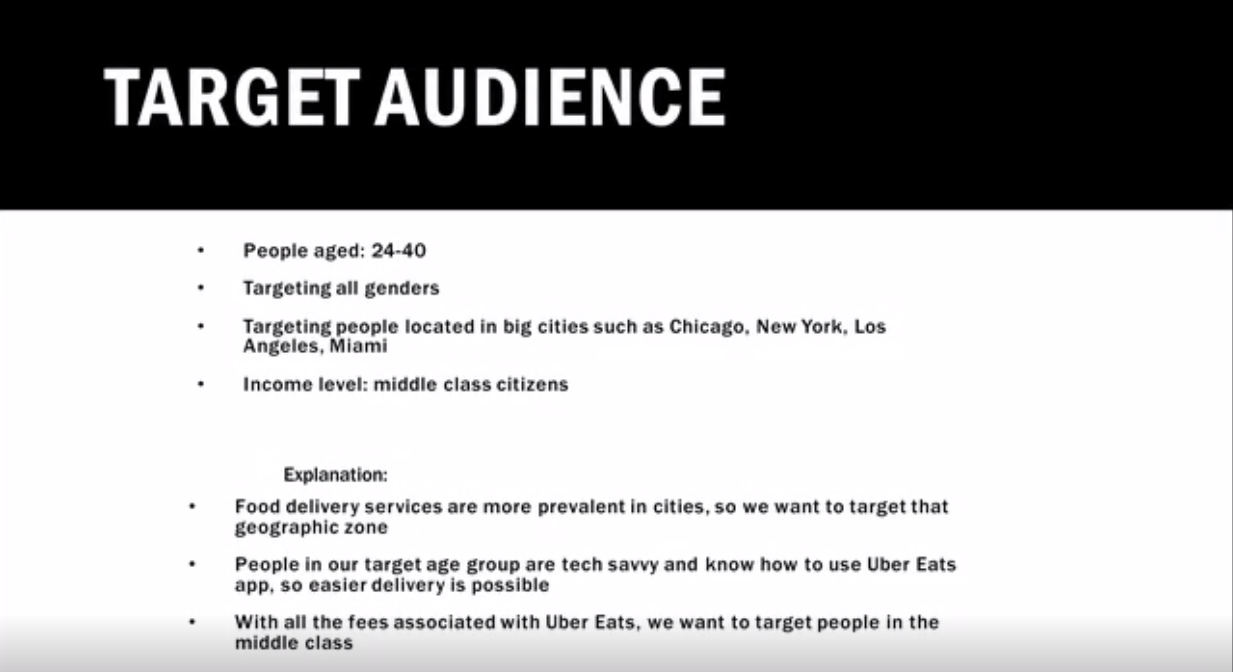 TARGET AUDIENCE
• People aged: 24-40
• Targeting all genders
• Targeting people located in big cities such as Chicago, New York, Los
Angeles, Miami
• Income level: middle class citizens
Explanation:
• Food delivery services are more prevalent in cities, so we want to target that
geographic zone
• People in our target age group are tech savvy and know how to use Uber Eats
app, so easier delivery is possible
• With all the fees associated with Uber Eats, we want to target people in the
middle class